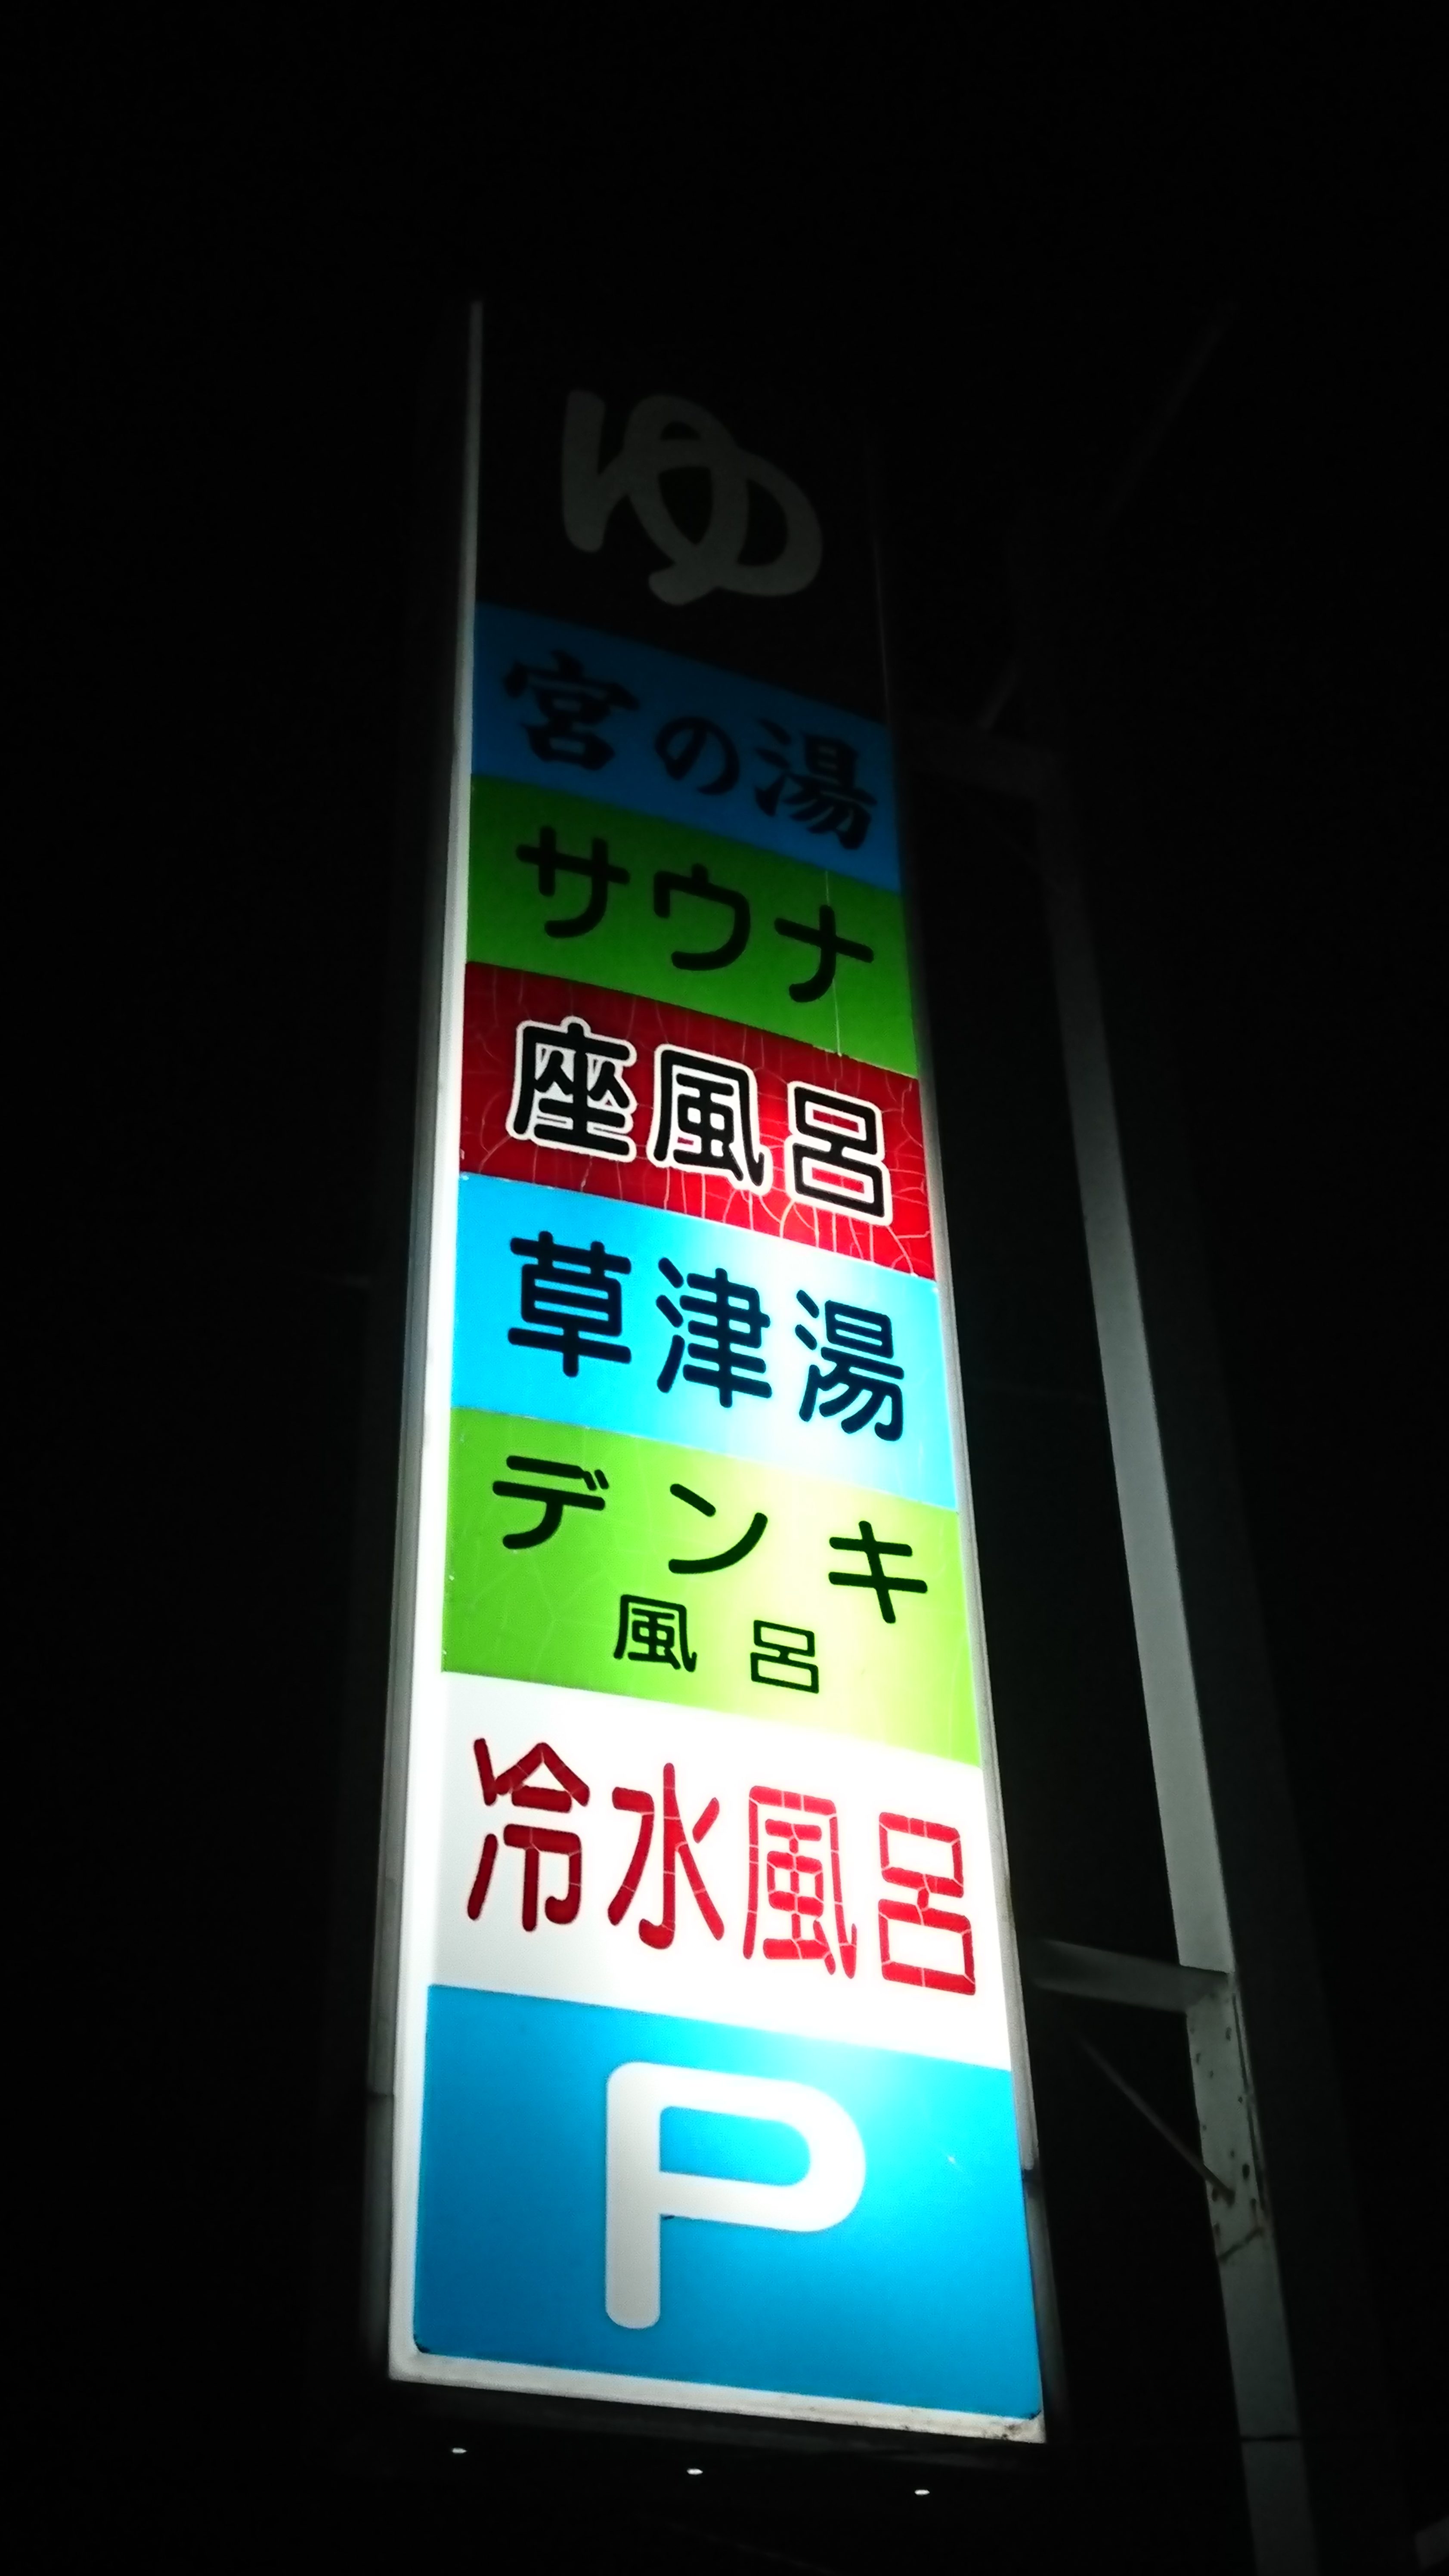 ゆ
宮の湯
サウナ
座風呂
草津湯
デンキ
風呂
冷水風呂
P